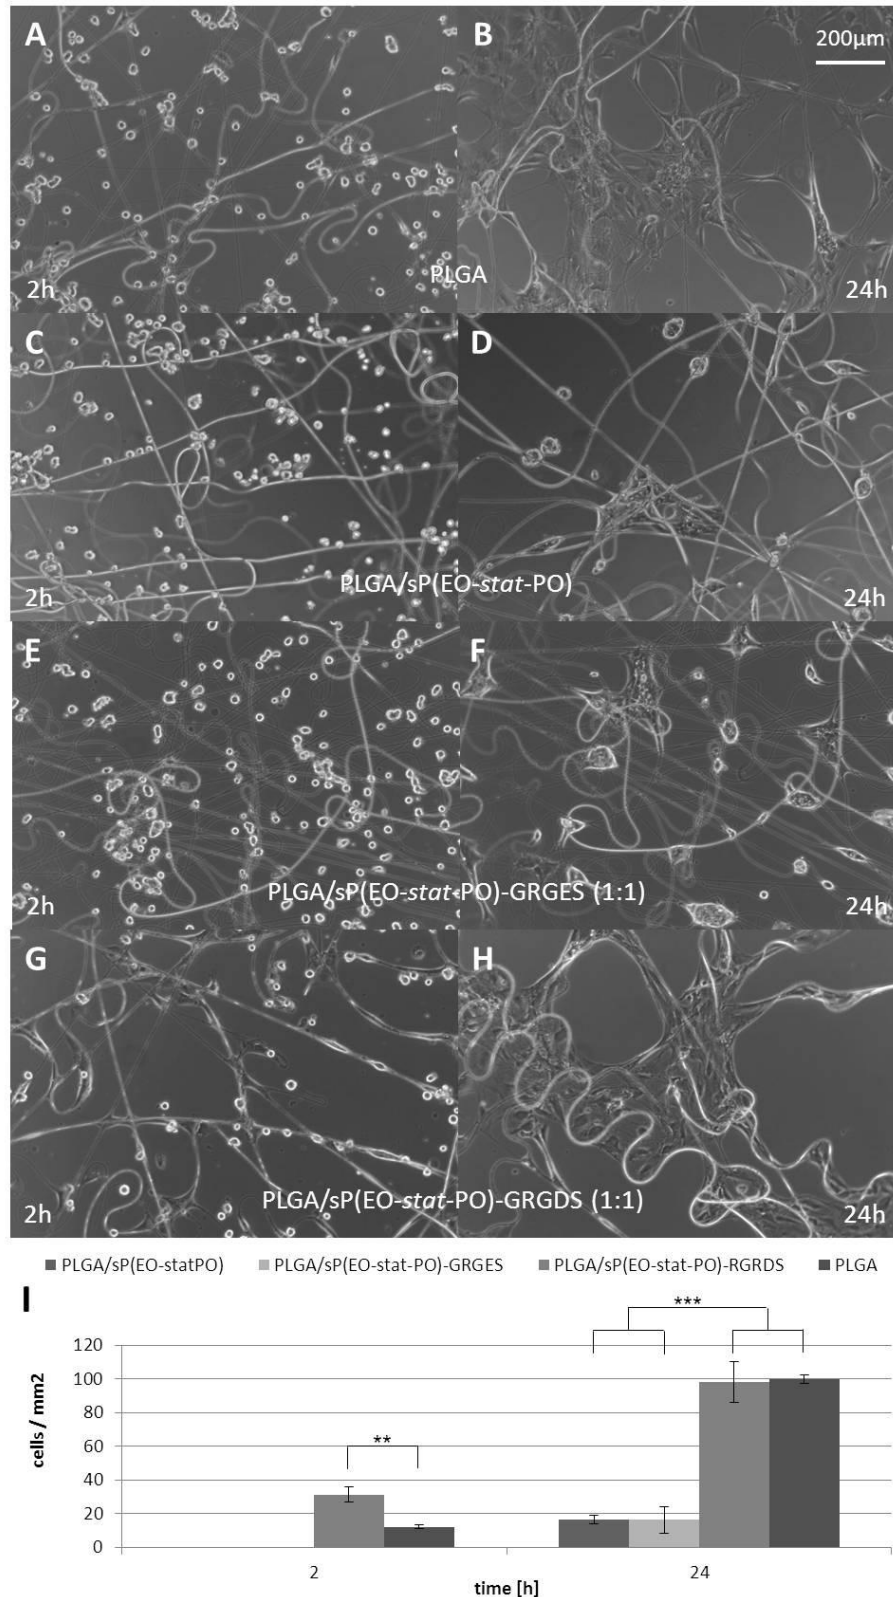 A
B
200µm
2h
PLGA
24h
C
D
2h
PLGA/sP(EO-stat-PO)
24h
E
F
2h
PLGA/sP(EO-stat-PO)-GRGES (1:1)
24h
G
H
2h
PLGA/sP(EO-stat-PO)-GRGDS (1:1)
24h
PLGA/sP(EO-statPO) PLGA/sP(EO-stat-PO)-GRGES PLGA/sP(EO-stat-PO)-RGRDS PLGA
I
***
120
100
80
60
**
40
20
0
cells / mm2
2 24
time [h]